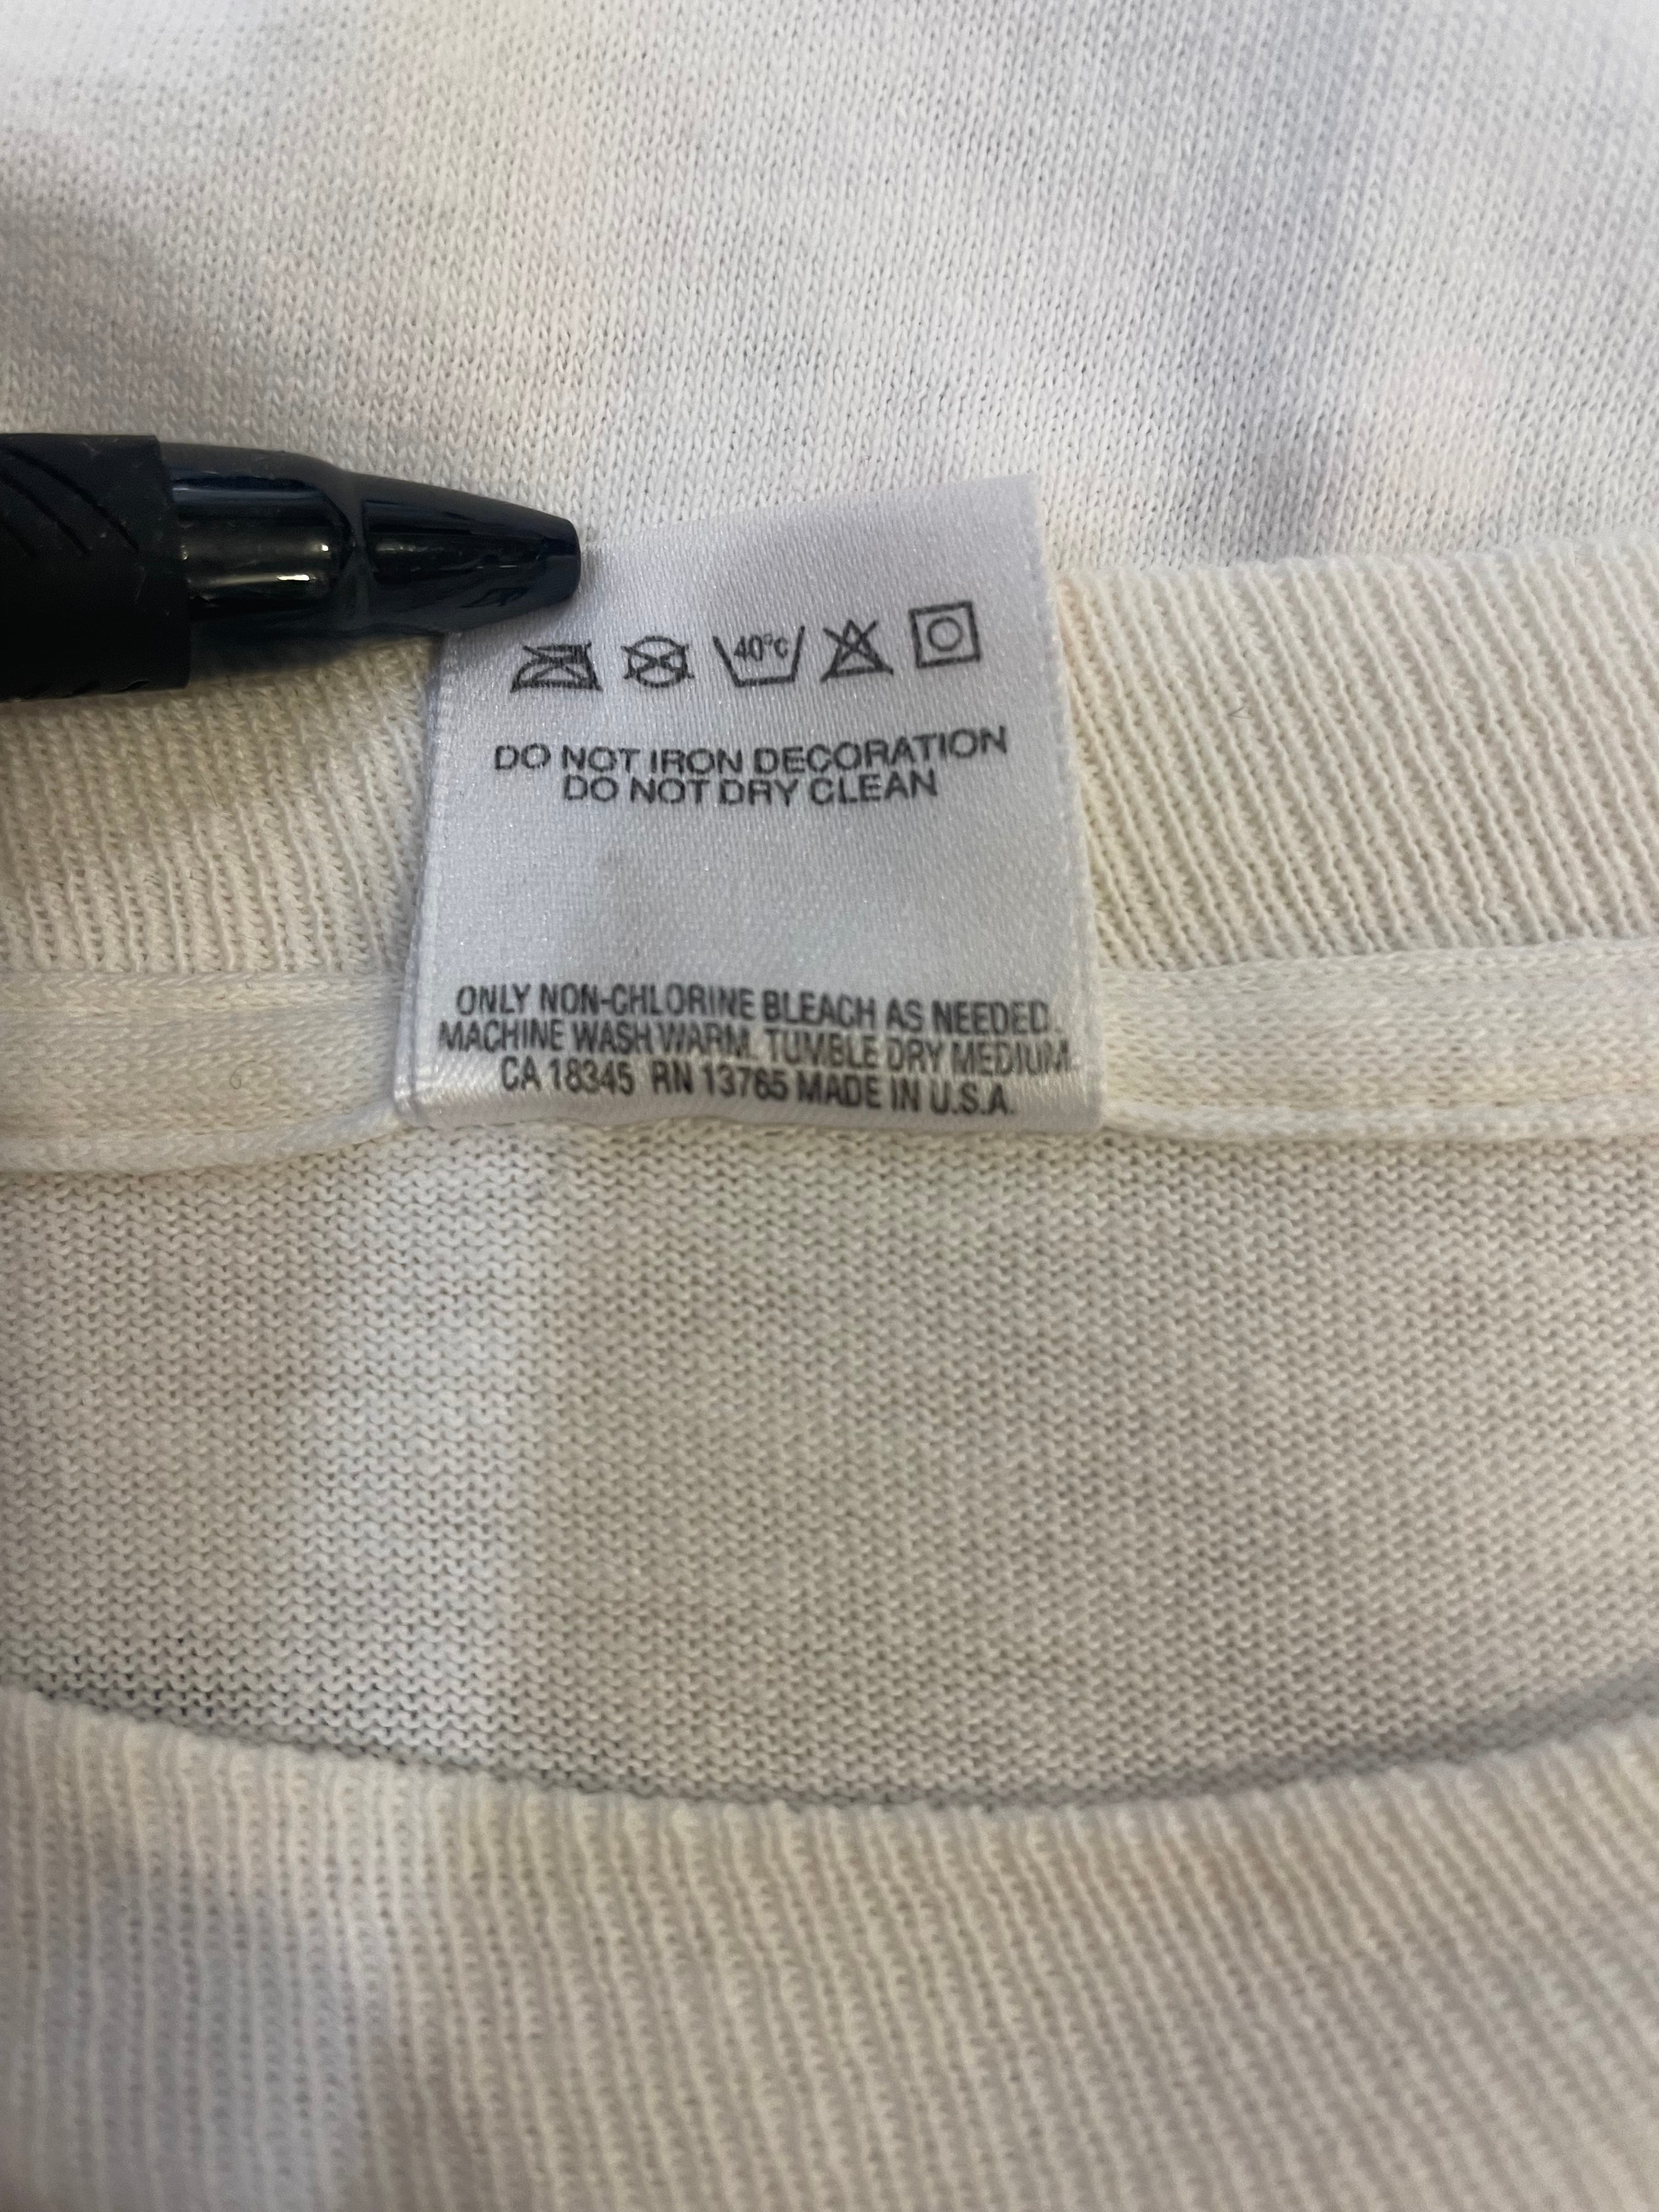 40°C
DO NOT IRON DECORATION
DO NOT DRY CLEAN
ONLY NON-CHLORINE BLEACH AS NEEDED.
MACHINE WASH WARM. TUMBLE DRY MEDIUM.
CA 18345 RN 13765 MADE IN U.S.A.